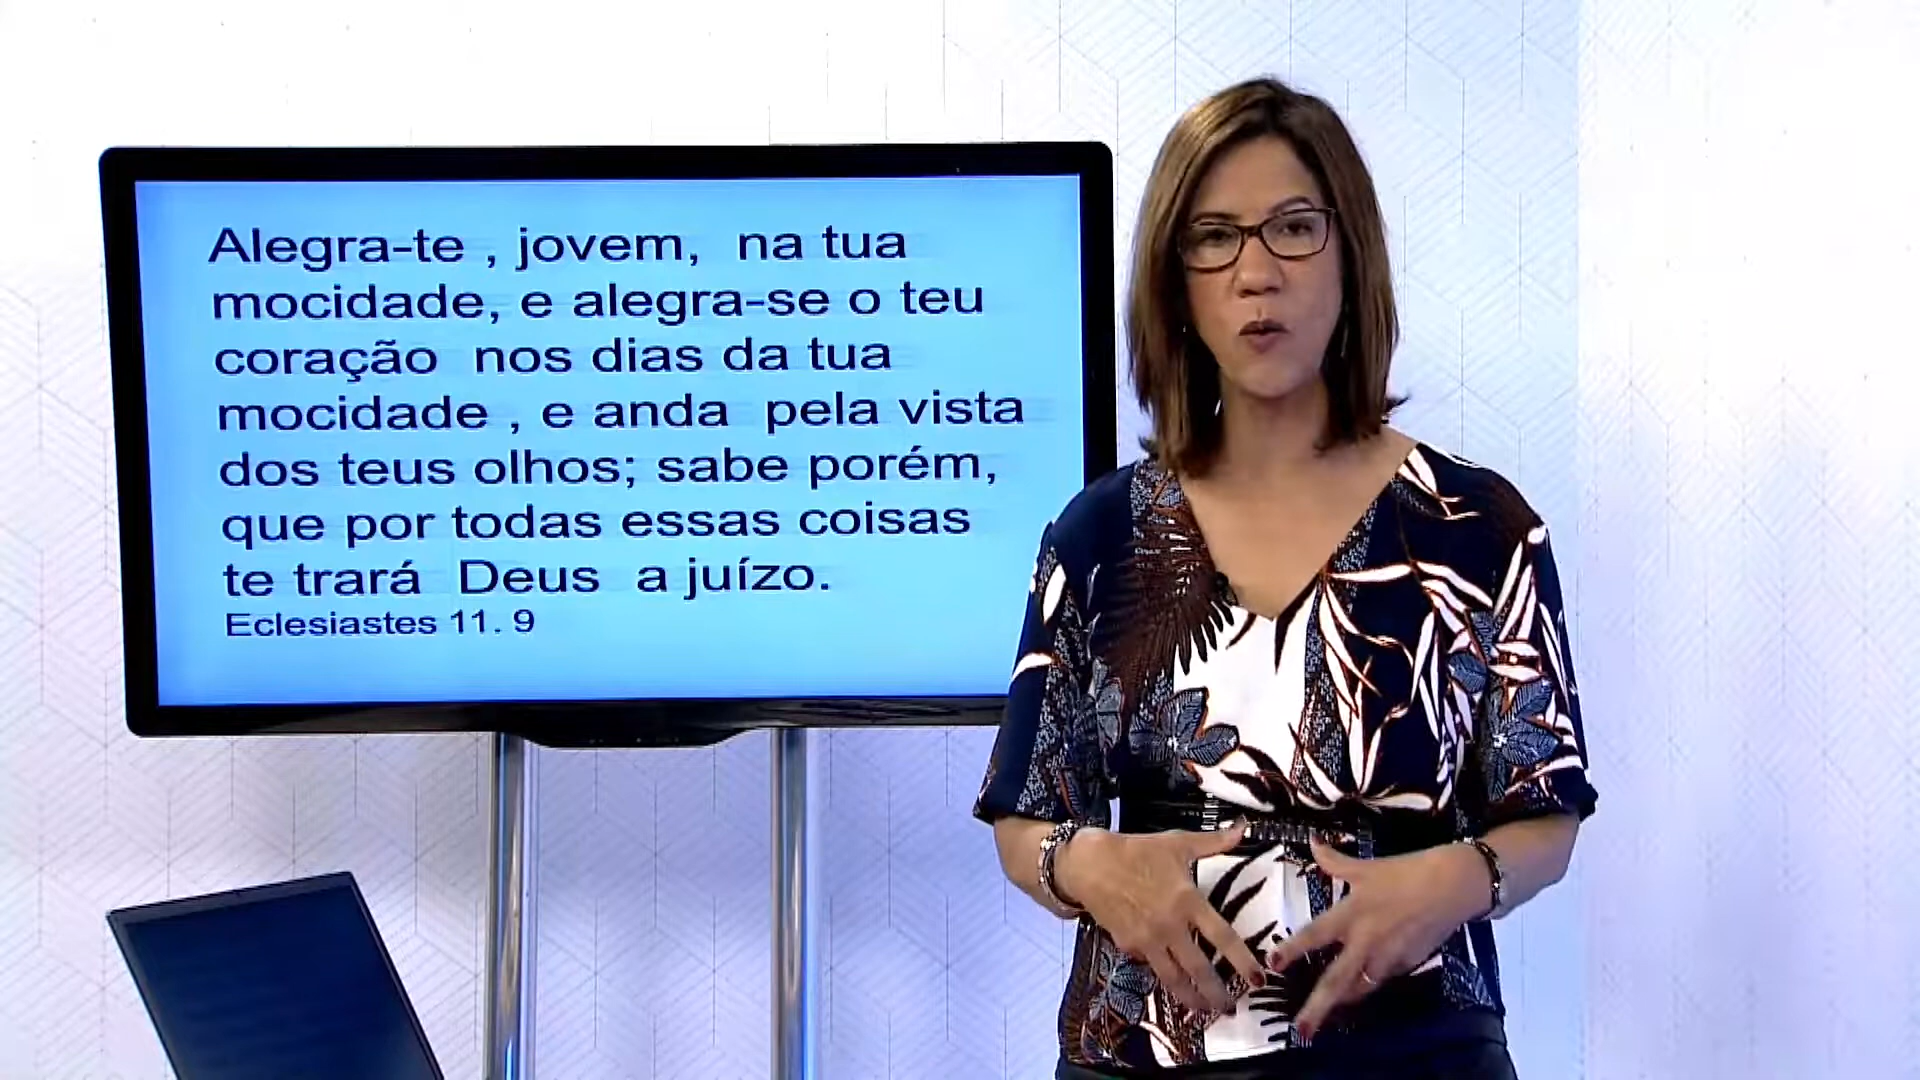 Alegra-te , jovem, na tua
mocidade, e alegra-se o teu
coração nos dias da tua
mocidade , e anda pela vista
dos teus olhos; sabe porém,
que por todas essas coisas
te trará Deus a juízo.
Eclesiastes 11. 9